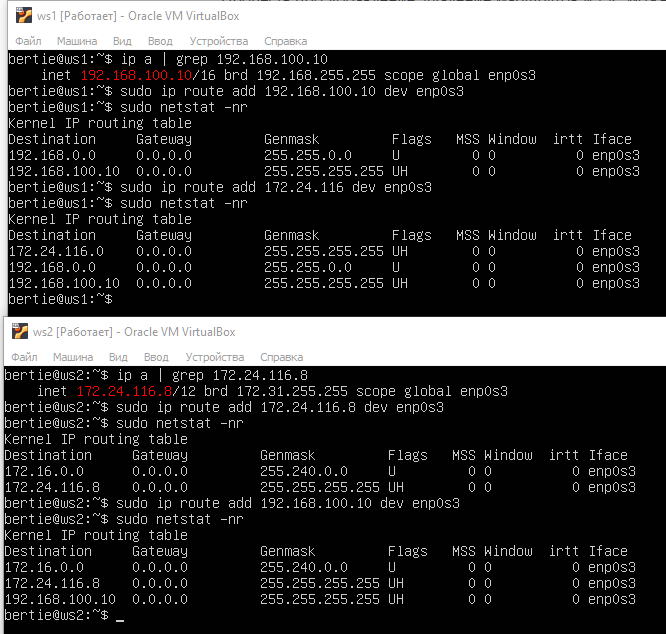 ws1 [Работает] - Oracle VM VirtualBox
Файл Машина Вид Ввод Устройства Справка
bertie@ws1:~$ ip a | grep 192.168.100.10
    inet 192.168.100.10/16 brd 192.168.255.255 scope global enp0s3
bertie@ws1:~$ sudo ip route add 192.168.100.10 dev enp0s3
bertie@ws1:~$ sudo netstat -nr
Kernel IP routing table
Destination     Gateway         Genmask         Flags   MSS Window  irtt Iface
192.168.0.0     0.0.0.0         255.255.0.0     U         0 0          0 enp0s3
192.168.100.10  0.0.0.0         255.255.255.255 UH        0 0          0 enp0s3
bertie@ws1:~$ sudo ip route add 172.24.116 dev enp0s3
bertie@ws1:~$ sudo netstat -nr
Kernel IP routing table
Destination     Gateway         Genmask         Flags   MSS Window  irtt Iface
172.24.116.0    0.0.0.0         255.255.255.255 UH        0 0          0 enp0s3
192.168.0.0     0.0.0.0         255.255.0.0     U         0 0          0 enp0s3
192.168.100.10  0.0.0.0         255.255.255.255 UH        0 0          0 enp0s3
bertie@ws1:~$
ws2 [Работает] - Oracle VM VirtualBox
Файл Машина Вид Ввод Устройства Справка
bertie@ws2:~$ ip a | grep 172.24.116.8
    inet 172.24.116.8/12 brd 172.31.255.255 scope global enp0s3
bertie@ws2:~$ sudo ip route add 172.24.116.8 dev enp0s3
bertie@ws2:~$ sudo netstat -nr
Kernel IP routing table
Destination     Gateway         Genmask         Flags   MSS Window  irtt Iface
172.16.0.0      0.0.0.0         255.240.0.0     U         0 0          0 enp0s3
172.24.116.8    0.0.0.0         255.255.255.255 UH        0 0          0 enp0s3
bertie@ws2:~$ sudo ip route add 192.168.100.10 dev enp0s3
bertie@ws2:~$ sudo netstat -nr
Kernel IP routing table
Destination     Gateway         Genmask         Flags   MSS Window  irtt Iface
172.16.0.0      0.0.0.0         255.240.0.0     U         0 0          0 enp0s3
172.24.116.8    0.0.0.0         255.255.255.255 UH        0 0          0 enp0s3
192.168.100.10  0.0.0.0         255.255.255.255 UH        0 0          0 enp0s3
bertie@ws2:~$ _